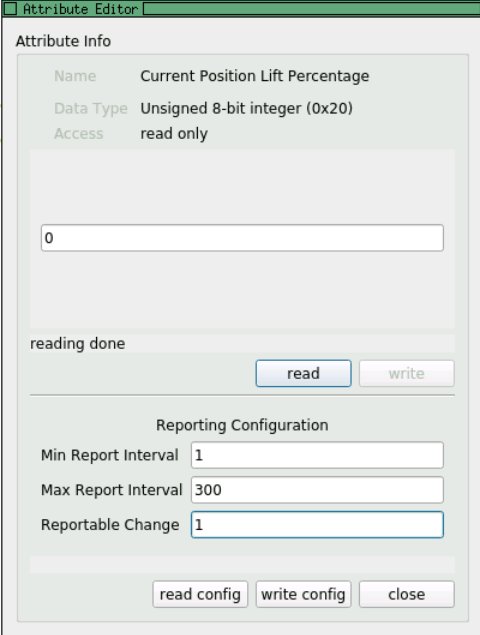 Attribute Editor
Attribute Info
Name Current Position Lift Percentage
Data Type Unsigned 8-bit integer (0x20)
Access read only
0
reading done
read write
Reporting Configuration
Min Report Interval 1
Max Report Interval 300
Reportable Change 1
read config write config close